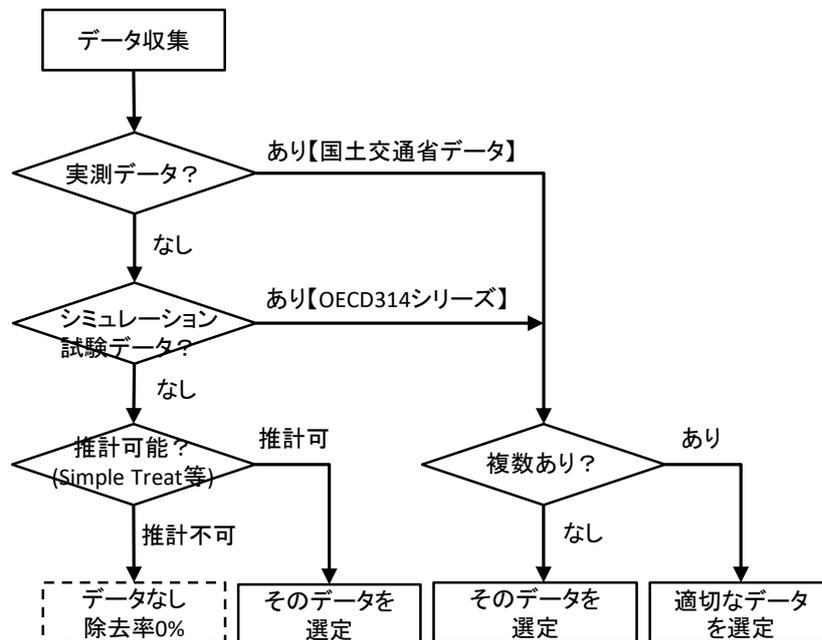 データ収集
あり【国土交通省データ】
実測データ？
なし
あり【OECD314シリーズ】
シミュレーション
試験データ？
なし
推計可能？
(Simple Treat等)
推計可
複数あり？
あり
推計不可
なし
データなし
除去率0%
そのデータを
選定
そのデータを
選定
適切なデータ
を選定